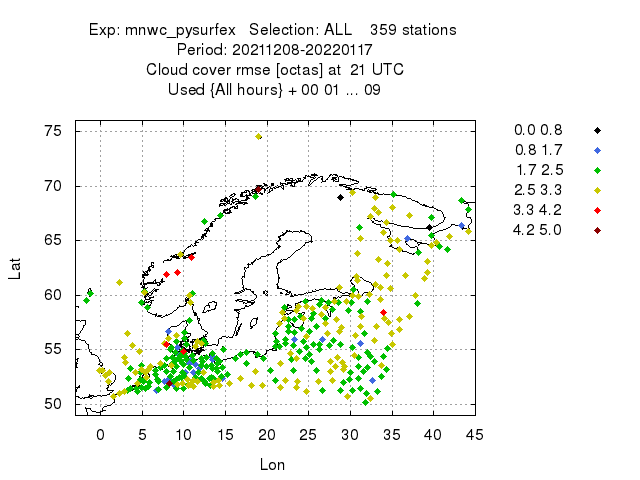 Exp: mnwc_pysurfex   Selection: ALL    359 stations
Period: 20211208-20220117
Cloud cover rmse [octas] at  21 UTC
Used {All hours} + 00 01 ... 09
0.0 0.8
0.8 1.7
1.7 2.5
2.5 3.3
3.3 4.2
4.2 5.0
75
70
65
60
55
50
Lat
0 5 10 15 20 25 30 35 40 45
Lon